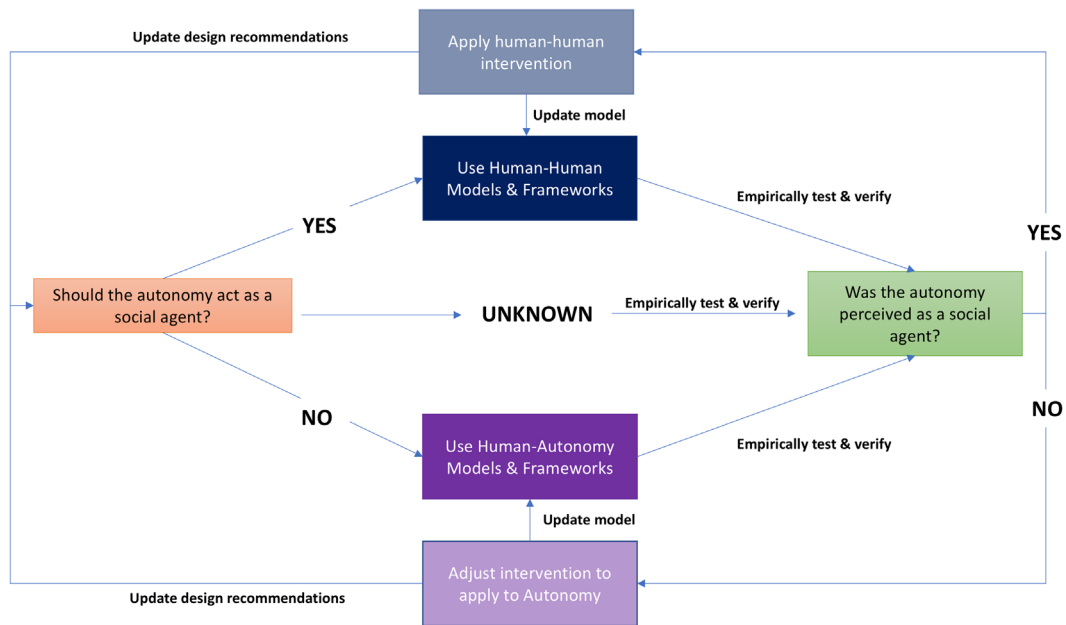 Update design recommendations
Apply human-human
intervention
Update model
Use Human-Human
Models & Frameworks
Empirically test & verify
YES
YES
Should the autonomy act as a
social agent?
UNKNOWN
Empirically test & verify
Was the autonomy
perceived as a social
agent?
NO
NO
Use Human-Autonomy
Models & Frameworks
Empirically test & verify
Update model
Adjust intervention to
apply to Autonomy
Update design recommendations